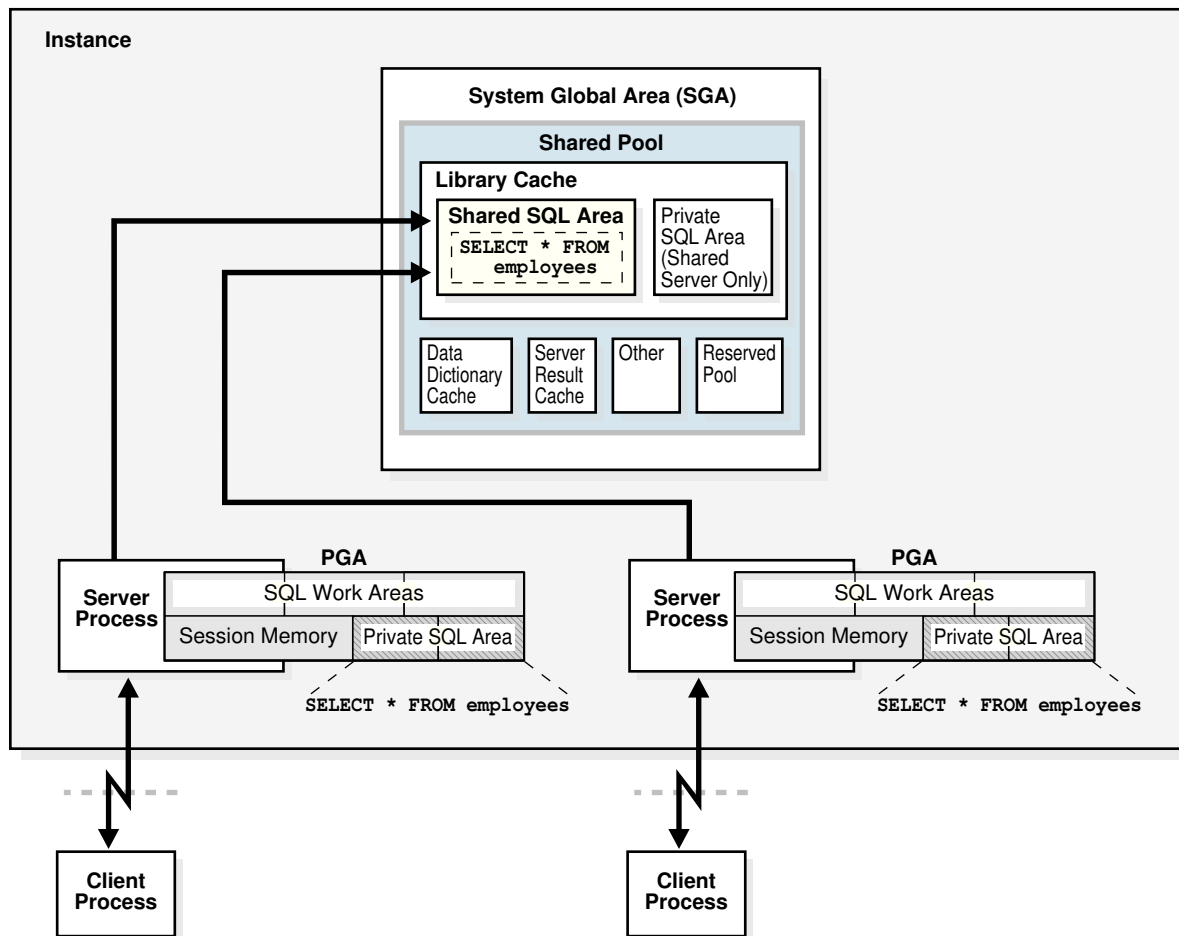 Instance
System Global Area (SGA)
Shared Pool
Library Cache
Shared SQL Area
SELECT * FROM
employees
Private
SQL Area
(Shared
Server Only)
Data
Dictionary
Cache
Server
Result
Cache
Other
Reserved
Pool
PGA
Server
Process
SQL Work Areas
Session Memory
Private SQL Area
SELECT * FROM employees
PGA
Server
Process
SQL Work Areas
Session Memory
Private SQL Area
SELECT * FROM employees
Client
Process
Client
Process